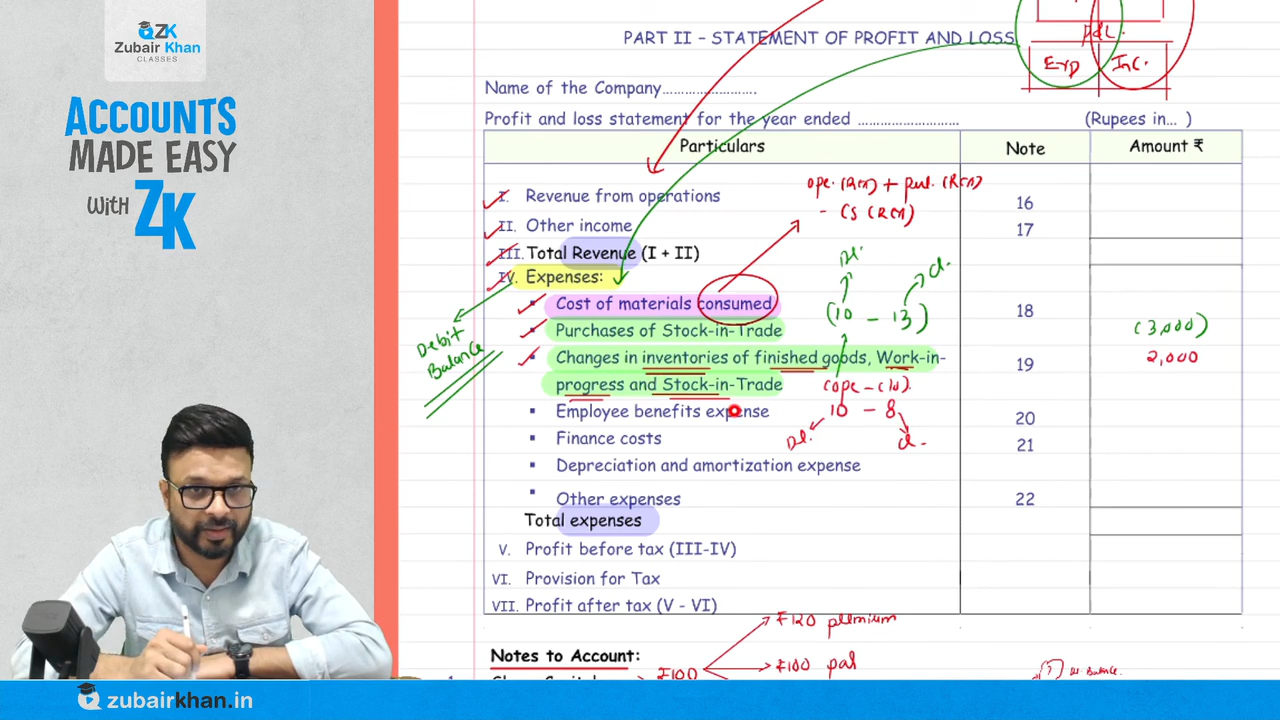 ZK
Zubair Khan
CLASSES
ACCOUNTS
MADE EASY
WITH ZK
PART II – STATEMENT OF PROFIT AND LOSS
P&L
Exp Inc.
Name of the Company……………………
Profit and loss statement for the year ended ……………………… (Rupees in… )
Particulars Note Amount ₹
I. Revenue from operations 16
ope. (RM) + pur. (RM)
- CS (RM)
II. Other income 17
III. Total Revenue (I + II)
IV. Expenses:
Debit
Balance
▪ Cost of materials consumed 18
▪ Purchases of Stock-in-Trade
(10 - 13) (3,000)
▪ Changes in inventories of finished goods, Work-in- 19 2,000
progress and Stock-in-Trade
▪ Employee benefits expense 10 - 8 20
▪ Finance costs 21
▪ Depreciation and amortization expense
▪ Other expenses 22
Total expenses
V. Profit before tax (III-IV)
VI. Provision for Tax
VII. Profit after tax (V - VI)
₹120 premium
Notes to Account:
₹100 ₹100 par
zubairkhan.in